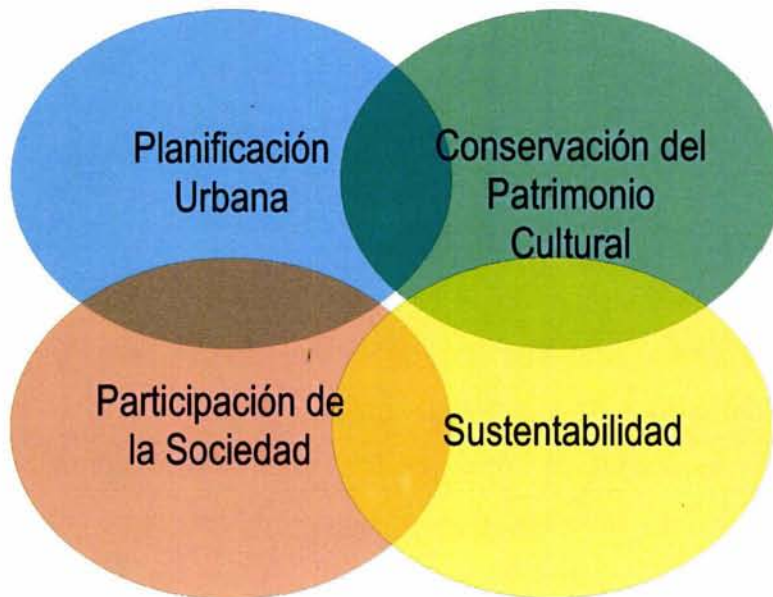 Planificación
Urbana
Conservación del
Patrimonio
Cultural
Participación de
la Sociedad
Sustentabilidad